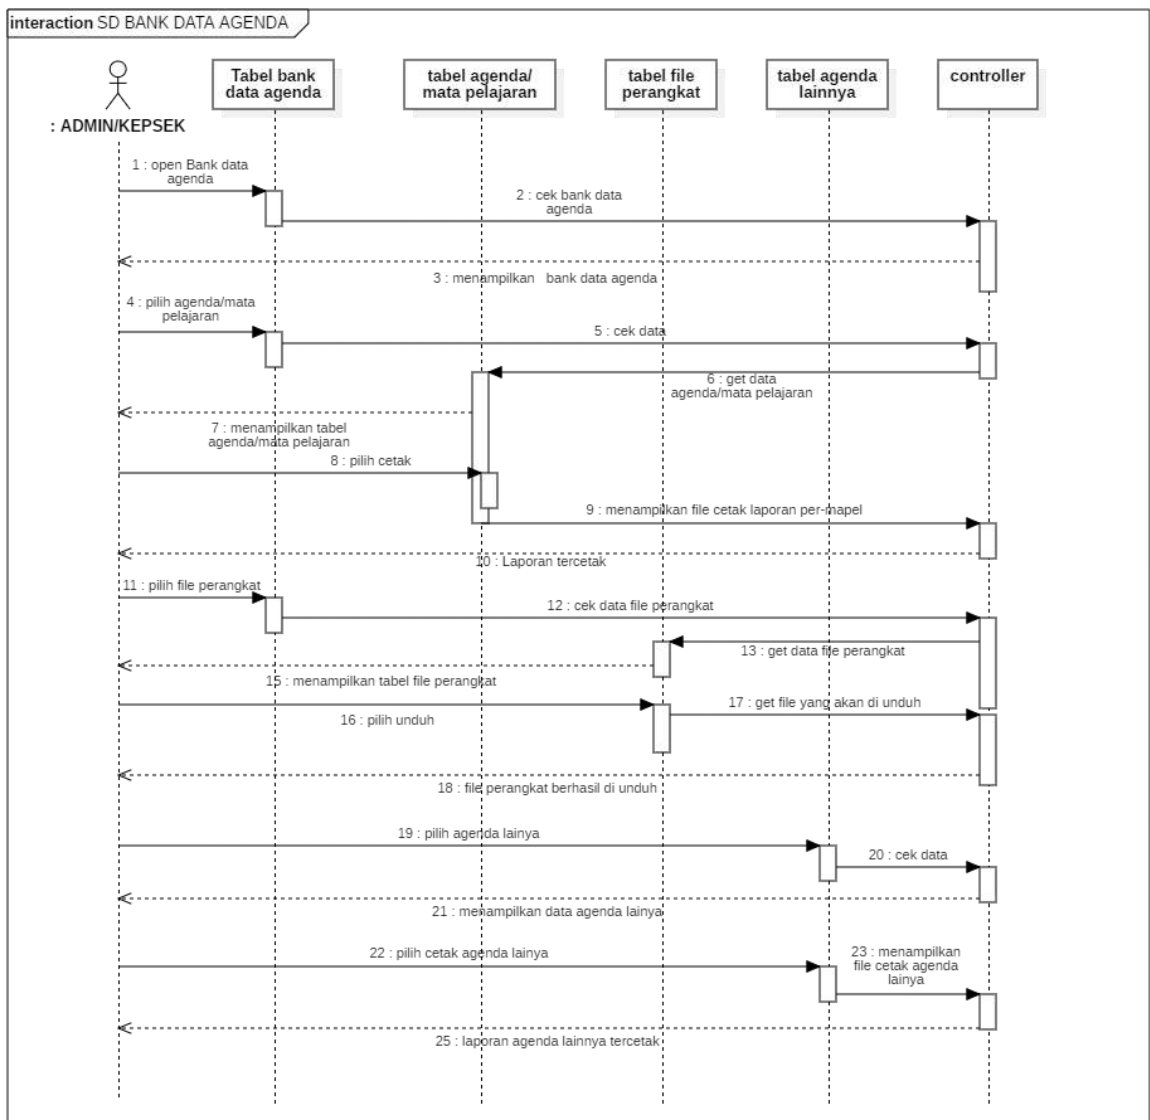 interaction SD BANK DATA AGENDA
Tabel bank
data agenda
tabel agenda/
mata pelajaran
tabel file
perangkat
tabel agenda
lainnya
controller
: ADMIN/KEPSEK
1 : open Bank data
agenda
2 : cek bank data
agenda
3 : menampilkan bank data agenda
4 : pilih agenda/mata
pelajaran
5 : cek data
6 : get data
agenda/mata pelajaran
7 : menampilkan tabel
agenda/mata pelajaran
8 : pilih cetak
9 : menampilkan file cetak laporan per-mapel
10 : Laporan tercetak
11 : pilih file perangkat
12 : cek data file perangkat
13 : get data file perangkat
15 : menampilkan tabel file perangkat
16 : pilih unduh
17 : get file yang akan di unduh
18 : file perangkat berhasil di unduh
19 : pilih agenda lainya
20 : cek data
21 : menampilkan data agenda lainya
22 : pilih cetak agenda lainya
23 : menampilkan
file cetak agenda
lainya
25 : laporan agenda lainnya tercetak